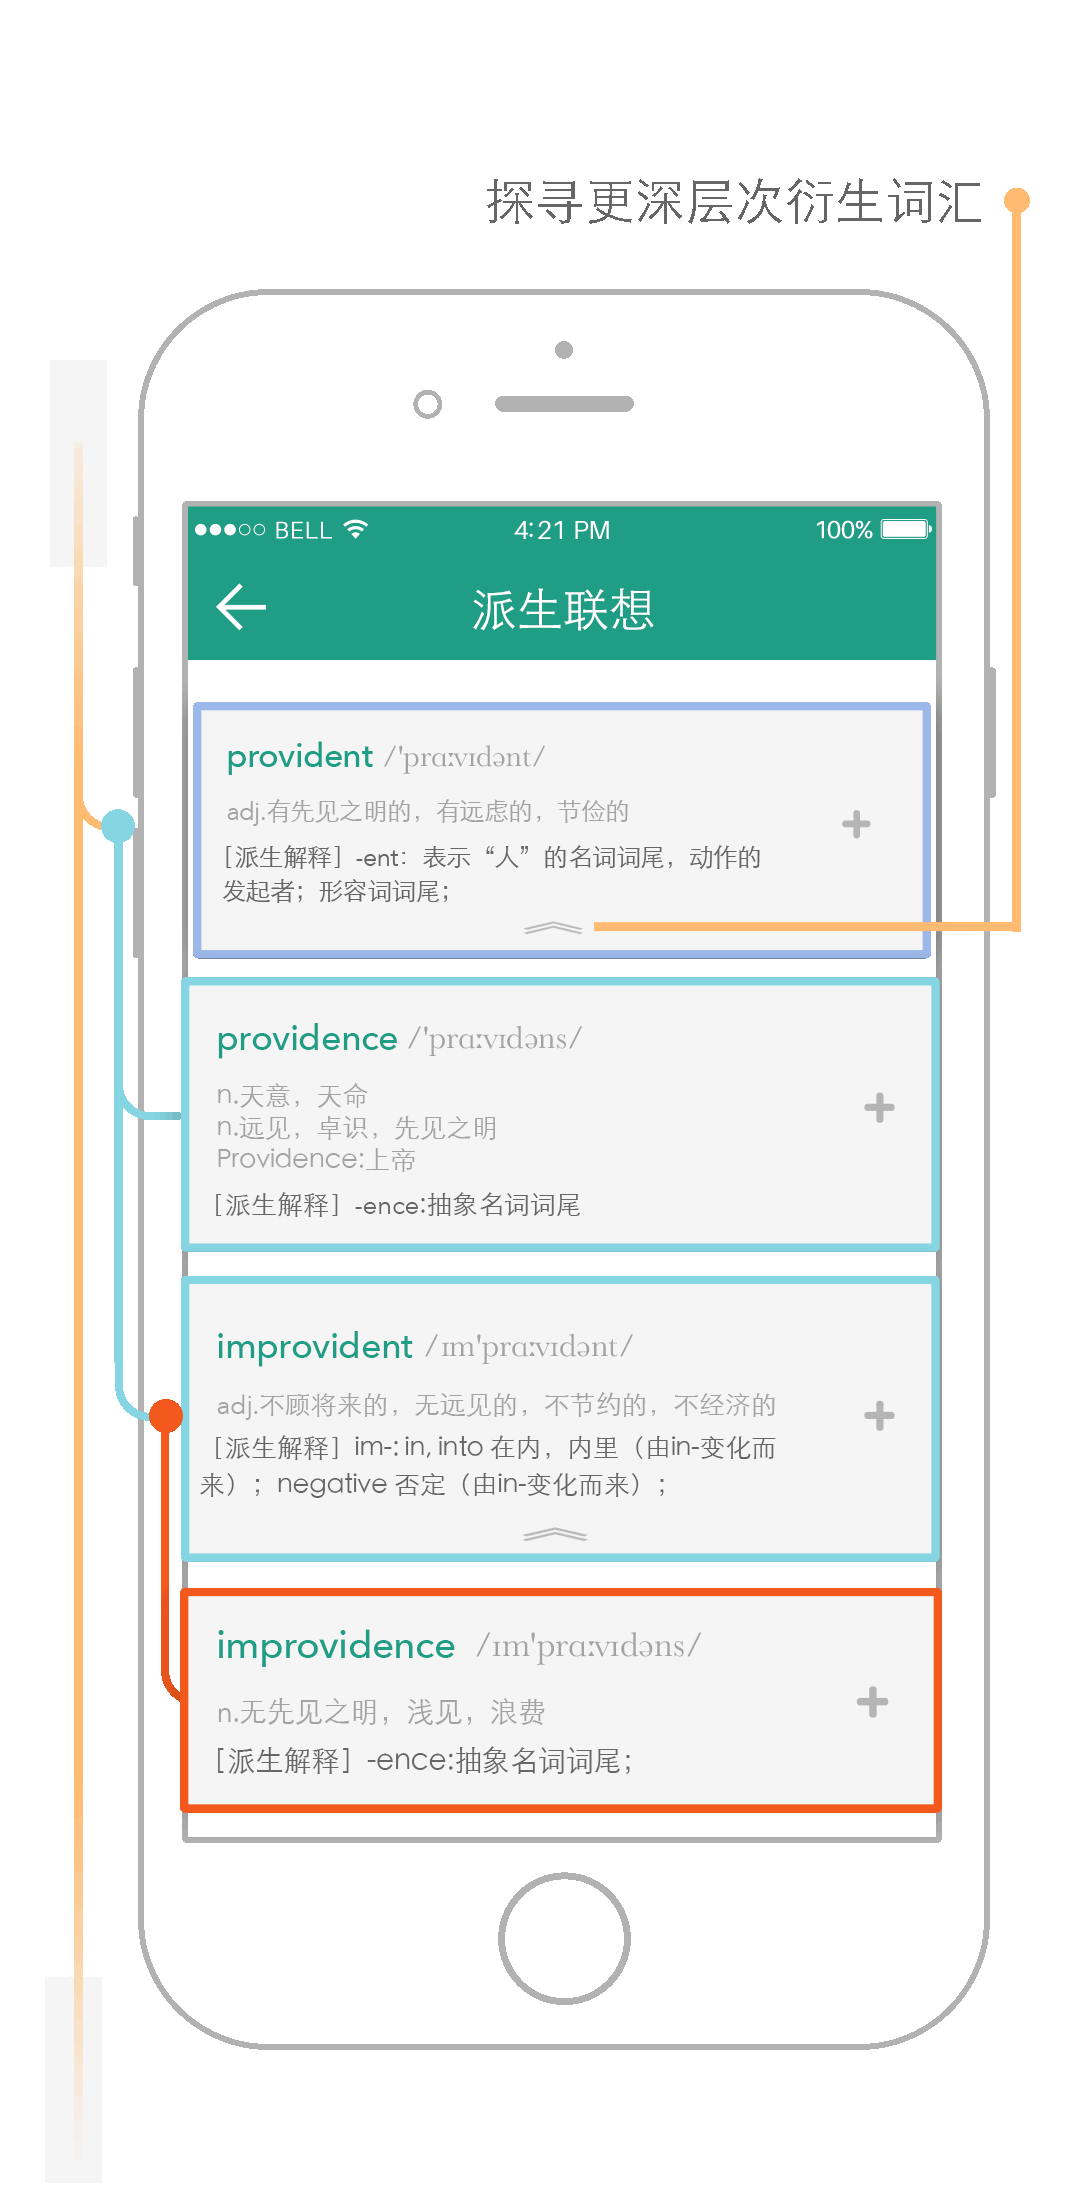 探寻更深层次衍生词汇
BELL 4:21 PM 100%
派生联想
provident /'prɑːvɪdənt/
adj.有先见之明的，有远虑的，节俭的
[派生解释] -ent：表示“人”的名词词尾，动作的
发起者；形容词词尾；
providence /'prɑːvɪdəns/
n.天意，天命
n.远见，卓识，先见之明
Providence:上帝
[派生解释] -ence:抽象名词词尾
improvident /ɪm'prɑːvɪdənt/
adj.不顾将来的，无远见的，不节约的，不经济的
[派生解释] im-: in, into 在内，内里（由in-变化而
来）；negative 否定（由in-变化而来）；
improvidence /ɪm'prɑːvɪdəns/
n.无先见之明，浅见，浪费
[派生解释] -ence:抽象名词词尾；